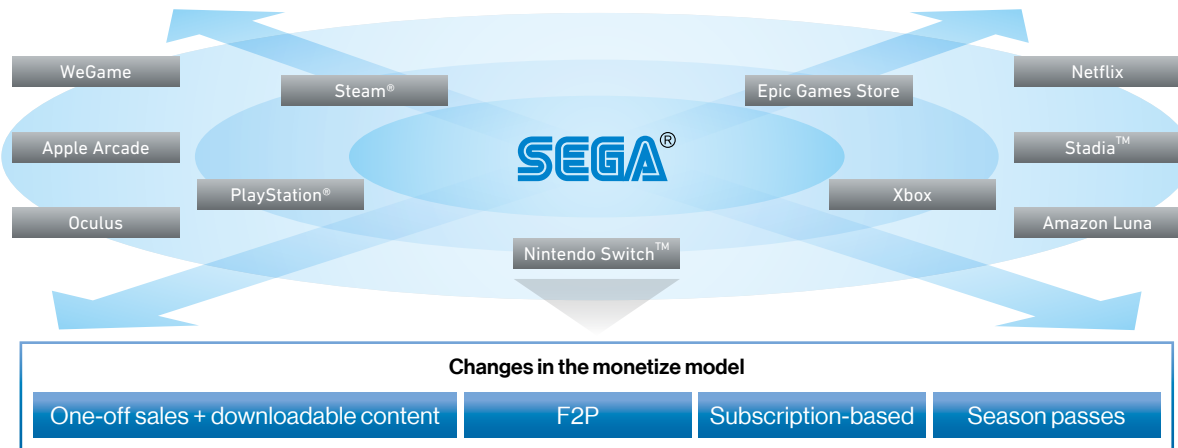 WeGame
Netflix
Steam®
Epic Games Store
Apple Arcade
SEGA®
Stadia™
PlayStation®
Xbox
Oculus
Amazon Luna
Nintendo Switch™
Changes in the monetize model
One-off sales + downloadable content
F2P
Subscription-based
Season passes